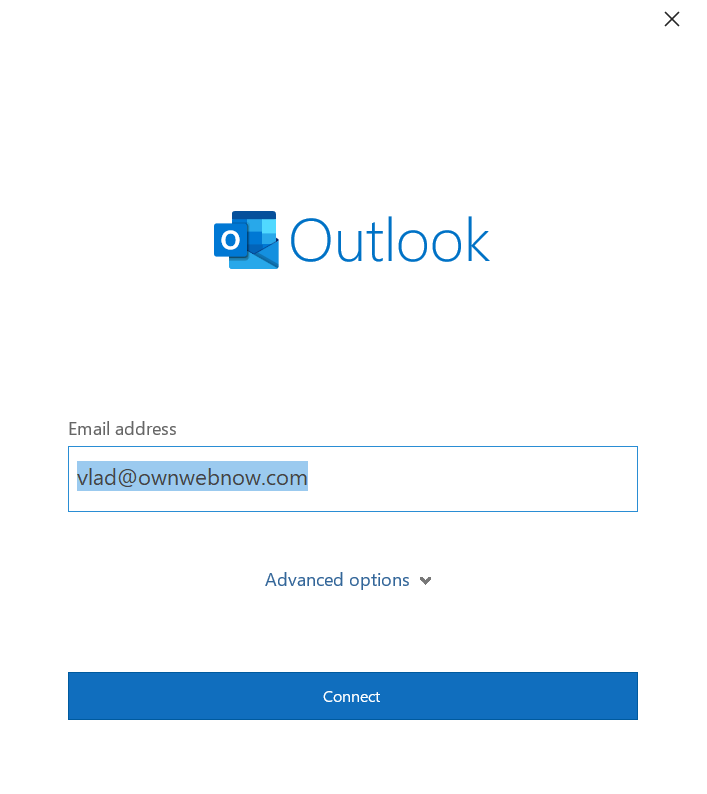 Outlook
Email address
vlad@ownwebnow.com
Advanced options
Connect